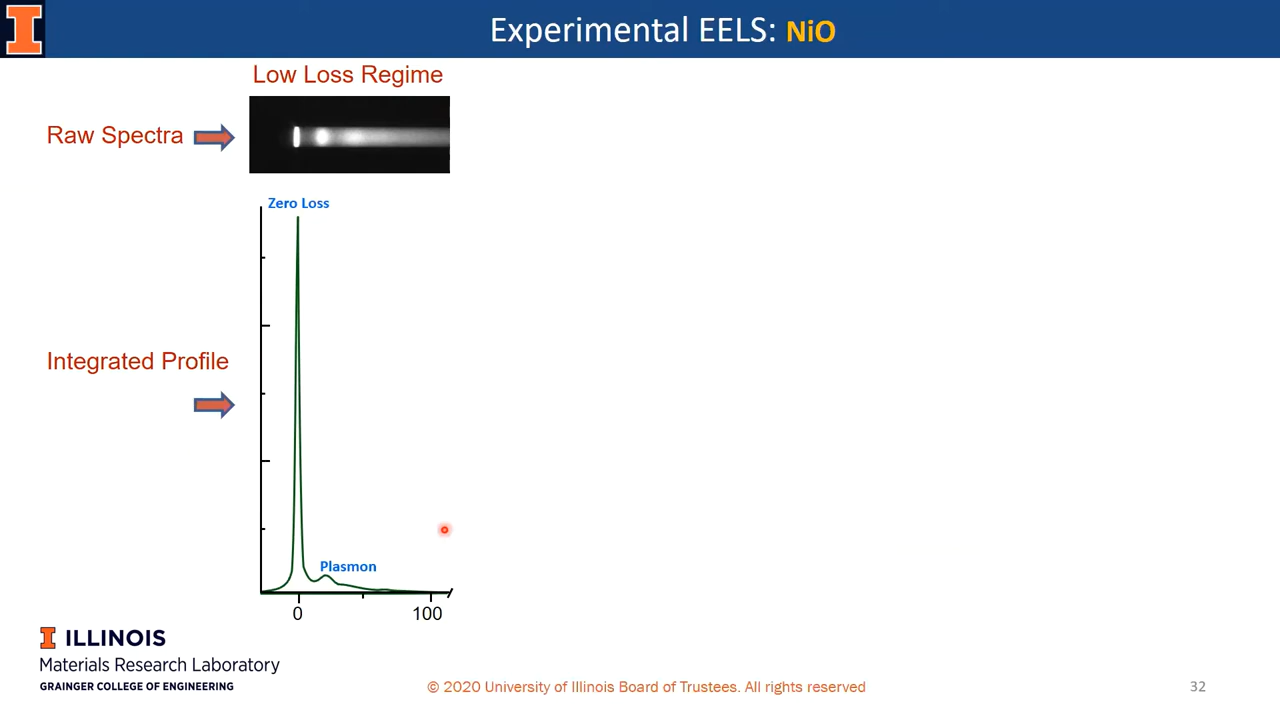 Experimental EELS: NiO
Low Loss Regime
Raw Spectra
Zero Loss
Integrated Profile
Plasmon
0 100
I ILLINOIS
Materials Research Laboratory
GRAINGER COLLEGE OF ENGINEERING
© 2020 University of Illinois Board of Trustees. All rights reserved
32